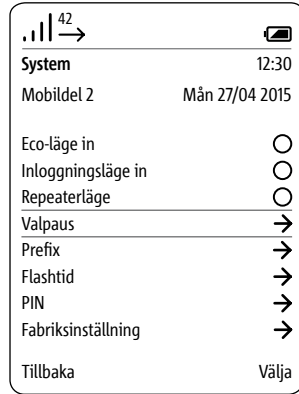 42
System 12:30
Mobildel 2 Mån 27/04 2015
Eco-läge in
Inloggningsläge in
Repeaterläge
Valpaus
Prefix
Flashtid
PIN
Fabriksinställning
Tillbaka Välja